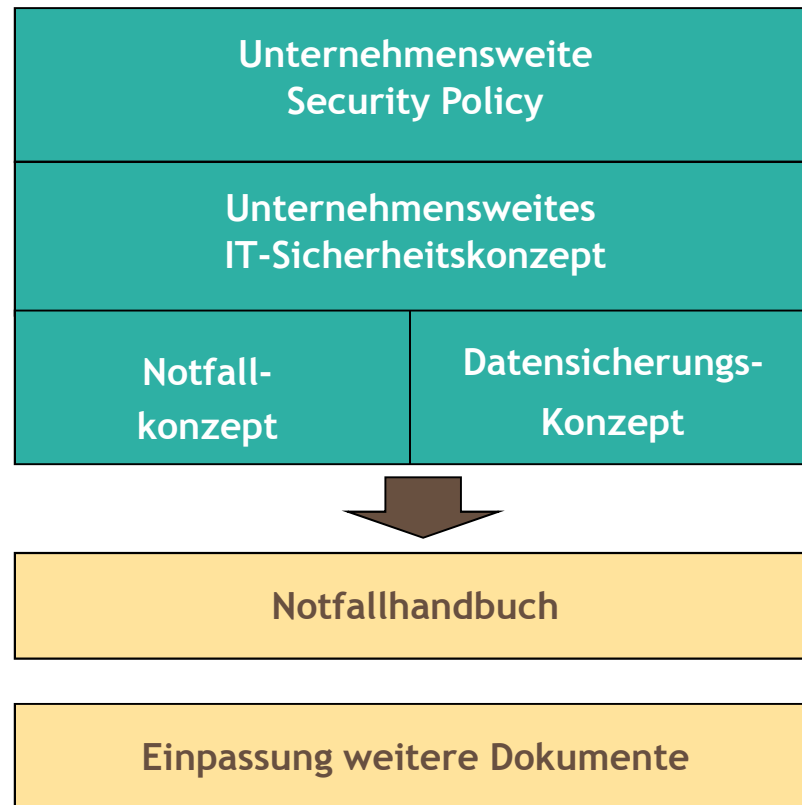 Unternehmensweite
Security Policy
Unternehmensweites
IT-Sicherheitskonzept
Notfall-
konzept
Datensicherungs-
Konzept
Notfallhandbuch
Einpassung weitere Dokumente